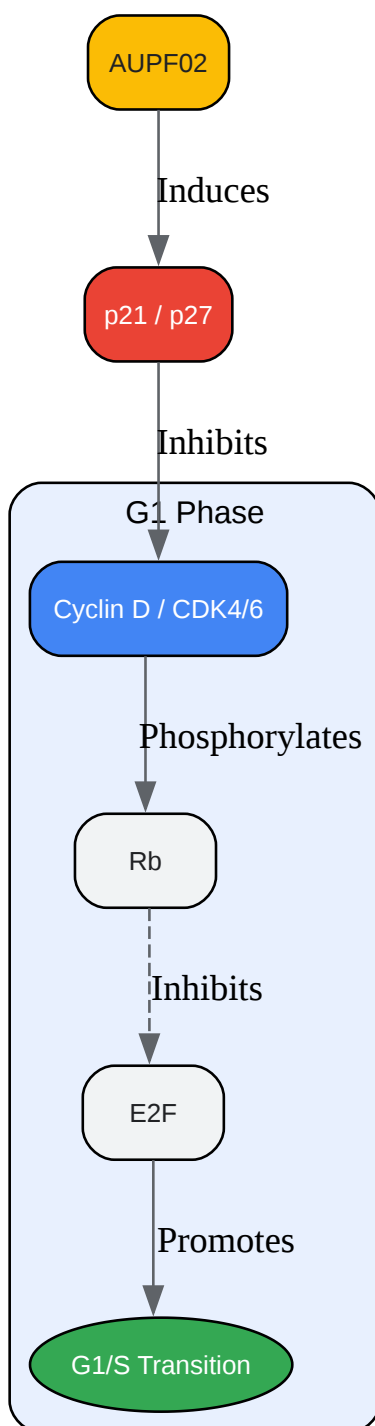 AUPF02
Induces
p21 / p27
Inhibits
G1 Phase
Cyclin D / CDK4/6
Phosphorylates
Rb
Inhibits
E2F
Promotes
G1/S Transition